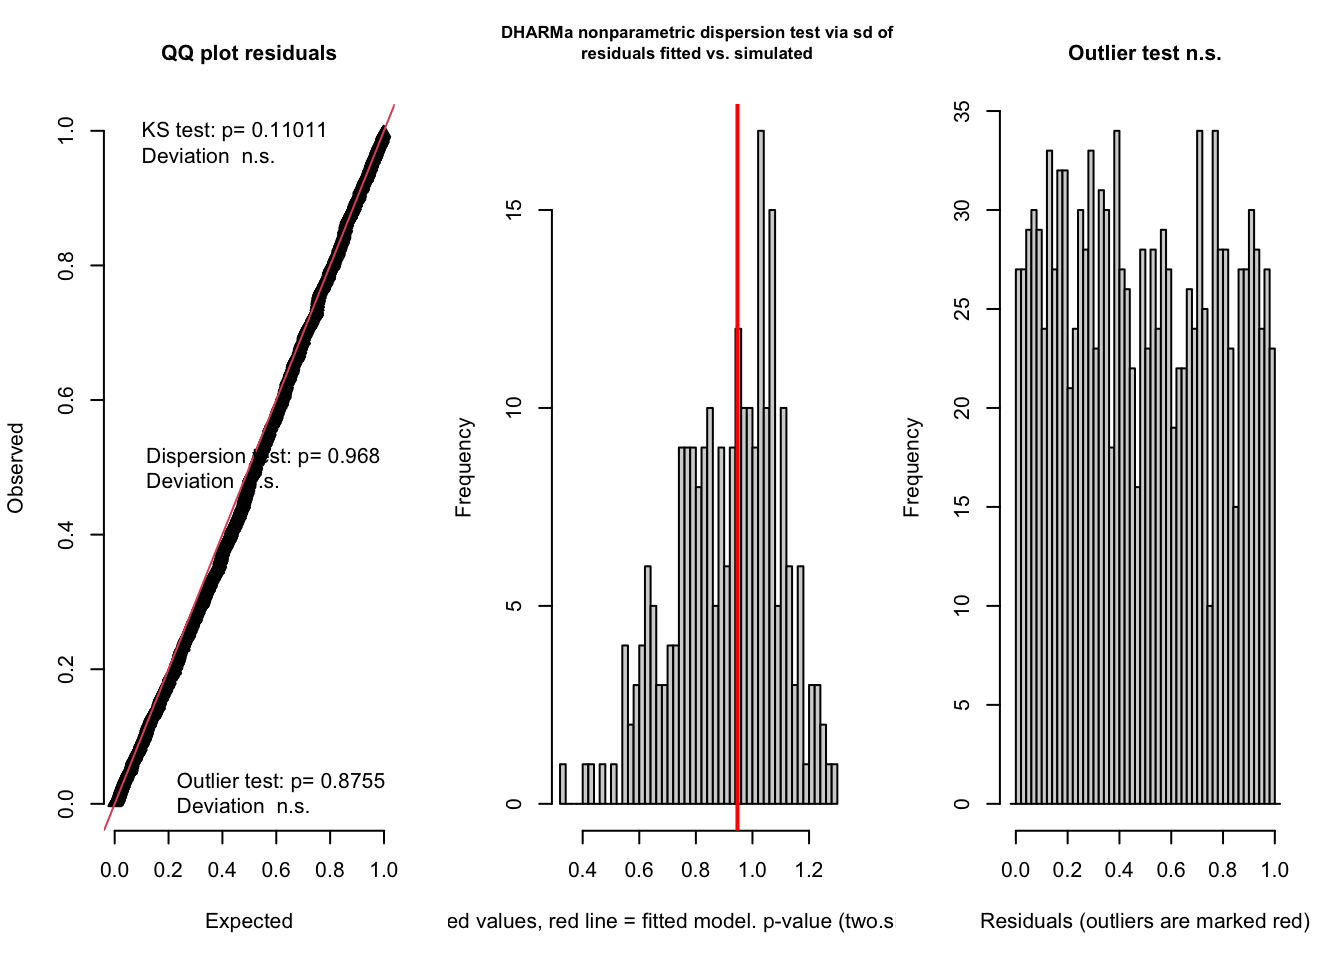 QQ plot residuals
KS test: p= 0.11011
Deviation n.s.
Dispersion test: p= 0.968
Deviation n.s.
Outlier test: p= 0.8755
Deviation n.s.
Observed
0.0 0.2 0.4 0.6 0.8 1.0
0.0 0.2 0.4 0.6 0.8 1.0
Expected
DHARMa nonparametric dispersion test via sd of
residuals fitted vs. simulated
Frequency
0 5 10 15
0.4 0.6 0.8 1.0 1.2
ed values, red line = fitted model. p-value (two.s
Outlier test n.s.
Frequency
0 5 10 15 20 25 30 35
0.0 0.2 0.4 0.6 0.8 1.0
Residuals (outliers are marked red)